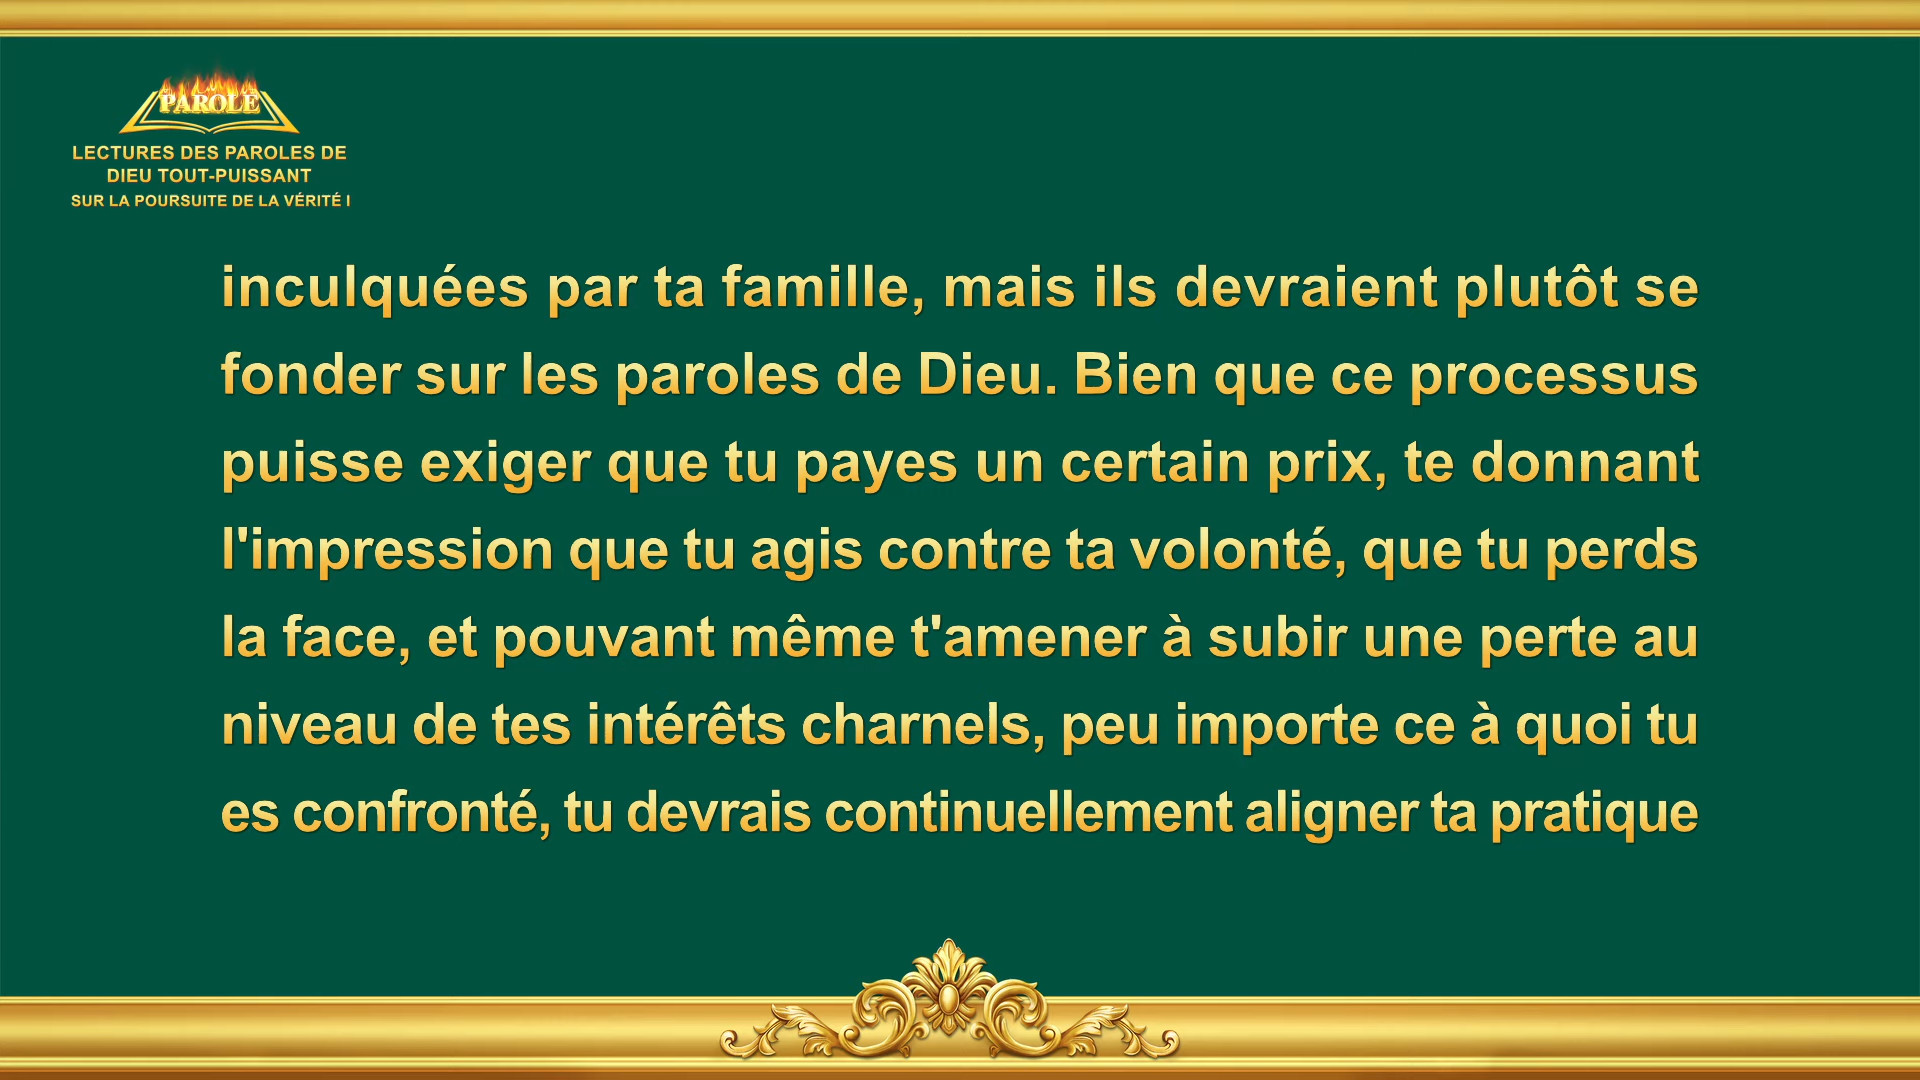 PAROLE
LECTURES DES PAROLES DE
DIEU TOUT-PUISSANT
SUR LA POURSUITE DE LA VÉRITÉ I
inculquées par ta famille, mais ils devraient plutôt se
fonder sur les paroles de Dieu. Bien que ce processus
puisse exiger que tu payes un certain prix, te donnant
l'impression que tu agis contre ta volonté, que tu perds
la face, et pouvant même t'amener à subir une perte au
niveau de tes intérêts charnels, peu importe ce à quoi tu
es confronté, tu devrais continuellement aligner ta pratique